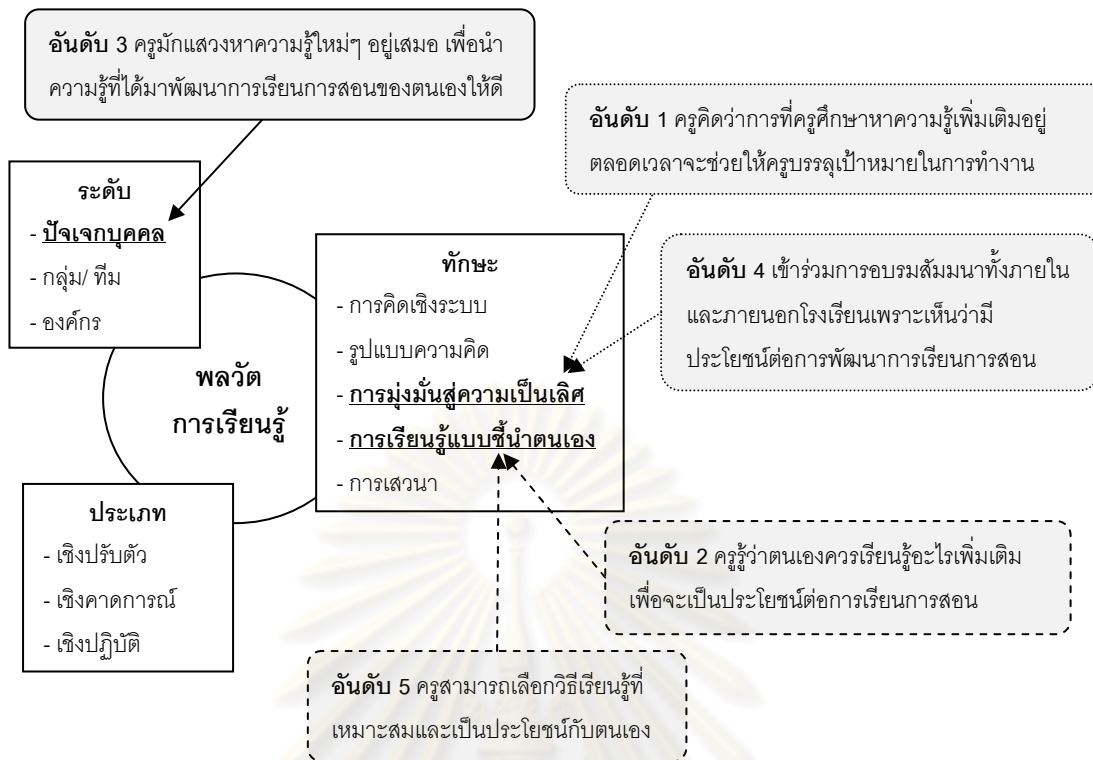 อันดับ 3 ครูมักแสวงหาความรู้ใหม่ๆ อยู่เสมอ เพื่อนำ
ความรู้ที่ได้มาพัฒนาการเรียนการสอนของตนเองให้ดี
อันดับ 1 ครูคิดว่าการที่ครูศึกษาหาความรู้เพิ่มเติมอยู่
ตลอดเวลาจะช่วยให้ครูบรรลุเป้าหมายในการทำงาน
ระดับ
- ปัจเจกบุคคล
- กลุ่ม/ ทีม
- องค์กร
ทักษะ
- การคิดเชิงระบบ
- รูปแบบความคิด
- การมุ่งมั่นสู่ความเป็นเลิศ
- การเรียนรู้แบบชี้นำตนเอง
- การเสวนา
อันดับ 4 เข้าร่วมการอบรมสัมมนาทั้งภายใน
และภายนอกโรงเรียนเพราะเห็นว่ามี
ประโยชน์ต่อการพัฒนาการเรียนการสอน
พลวัต
การเรียนรู้
ประเภท
- เชิงปรับตัว
- เชิงคาดการณ์
- เชิงปฏิบัติ
อันดับ 2 ครูรู้ว่าตนเองควรเรียนรู้อะไรเพิ่มเติม
เพื่อจะเป็นประโยชน์ต่อการเรียนการสอน
อันดับ 5 ครูสามารถเลือกวิธีเรียนรู้ที่
เหมาะสมและเป็นประโยชน์กับตนเอง